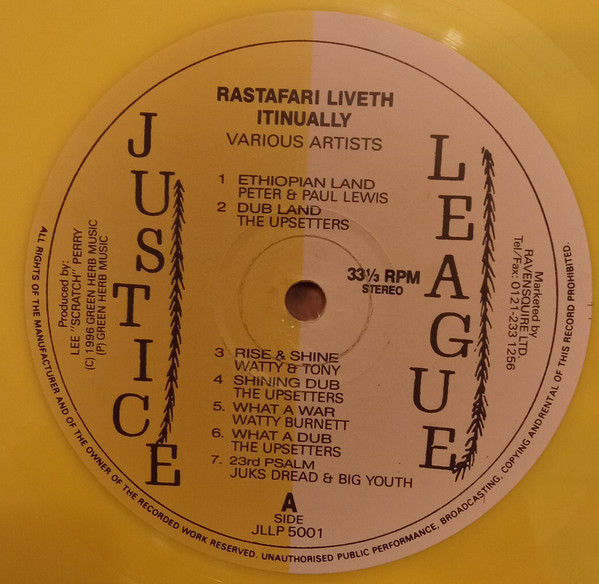 RASTAFARI LIVETH
ITINUALLY
VARIOUS ARTISTS
JUSTICE
LEAGUE
1 ETHIOPIAN LAND
PETER & PAUL LEWIS
2 DUB LAND
THE UPSETTERS
33⅓ RPM
STEREO
Produced by:
LEE "SCRATCH" PERRY
(C) 1996 GREEN HERB MUSIC
(P) GREEN HERB MUSIC
Marketed by
RAVENSQUIRE LTD.
Tel/Fax: 0121-233 1256
3 RISE & SHINE
WATTY & TONY
4 SHINING DUB
THE UPSETTERS
5. WHAT A WAR
WATTY BURNETT
6. WHAT A DUB
THE UPSETTERS
7. 23rd PSALM
JUKS DREAD & BIG YOUTH
A
SIDE
JLLP 5001
ALL RIGHTS OF THE MANUFACTURER AND OF THE OWNER OF THE RECORDED WORK RESERVED. UNAUTHORISED PUBLIC PERFORMANCE, BROADCASTING, COPYING ANDRENTAL OF THIS RECORD PROHIBITED.